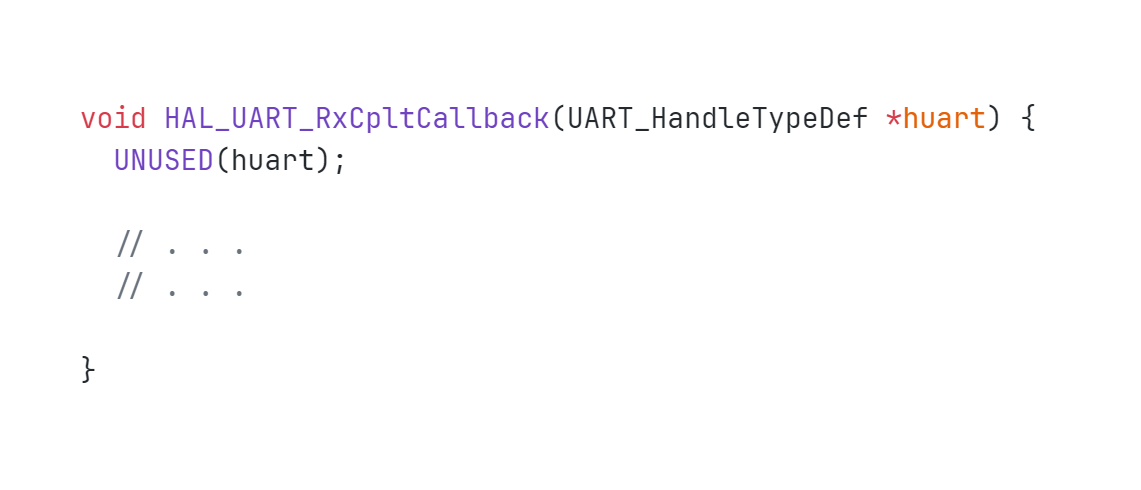 void HAL_UART_RxCpltCallback(UART_HandleTypeDef *huart) {
  UNUSED(huart);
  // . . .
  // . . .
}